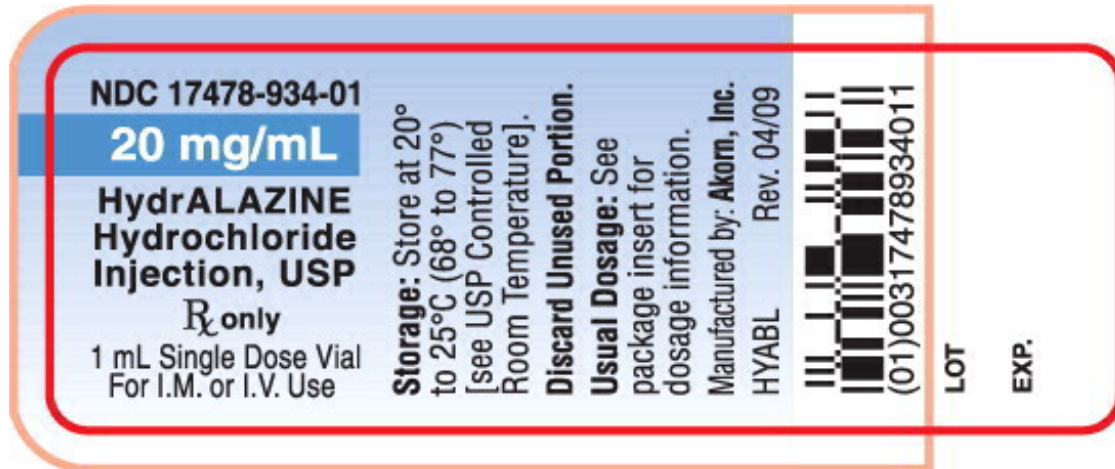 NDC 17478-934-01
20 mg/mL
HydrALAZINE
Hydrochloride
Injection, USP
℞ only
1 mL Single Dose Vial
For I.M. or I.V. Use
Storage: Store at 20°
to 25°C (68° to 77°)
[see USP Controlled
Room Temperature].
Discard Unused Portion.
Usual Dosage: See
package insert for
dosage information.
Manufactured by: Akorn, Inc.
HYABL Rev. 04/09
(01)00317478934011
LOT
EXP.